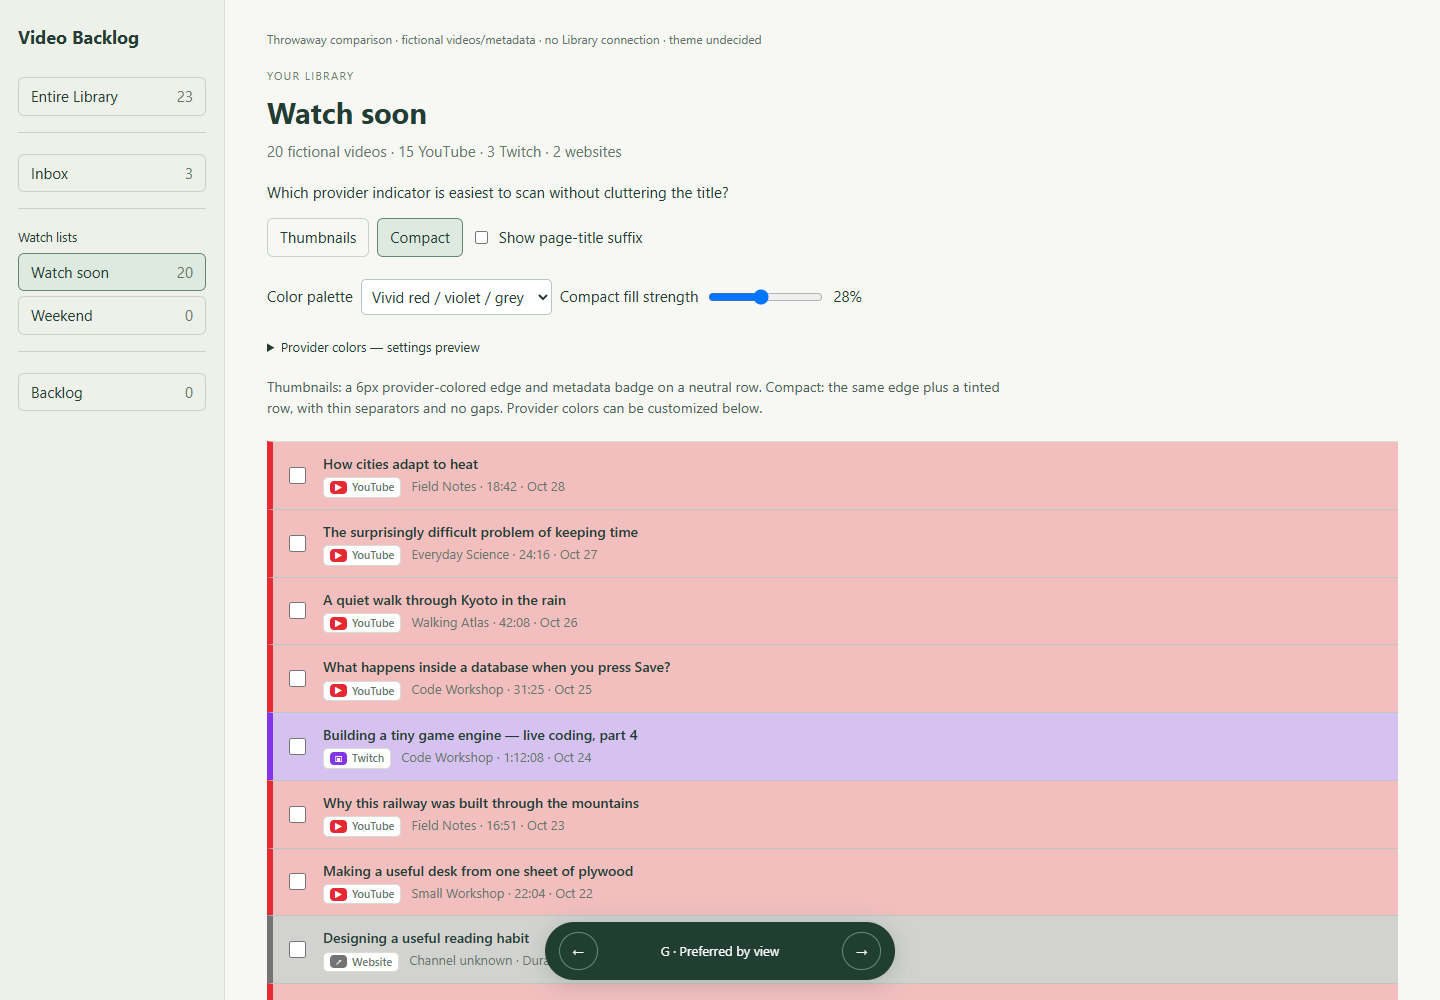 Video Backlog
Entire Library 23
Inbox 3
Watch lists
Watch soon 20
Weekend 0
Backlog 0
Throwaway comparison · fictional videos/metadata · no Library connection · theme undecided
YOUR LIBRARY
Watch soon
20 fictional videos · 15 YouTube · 3 Twitch · 2 websites
Which provider indicator is easiest to scan without cluttering the title?
Thumbnails Compact Show page-title suffix
Color palette Vivid red / violet / grey Compact fill strength 28%
Provider colors — settings preview
Thumbnails: a 6px provider-colored edge and metadata badge on a neutral row. Compact: the same edge plus a tinted
row, with thin separators and no gaps. Provider colors can be customized below.
How cities adapt to heat
YouTube Field Notes · 18:42 · Oct 28
The surprisingly difficult problem of keeping time
YouTube Everyday Science · 24:16 · Oct 27
A quiet walk through Kyoto in the rain
YouTube Walking Atlas · 42:08 · Oct 26
What happens inside a database when you press Save?
YouTube Code Workshop · 31:25 · Oct 25
Building a tiny game engine — live coding, part 4
Twitch Code Workshop · 1:12:08 · Oct 24
Why this railway was built through the mountains
YouTube Field Notes · 16:51 · Oct 23
Making a useful desk from one sheet of plywood
YouTube Small Workshop · 22:04 · Oct 22
Designing a useful reading habit
Website Channel unknown ·
← G · Preferred by view →